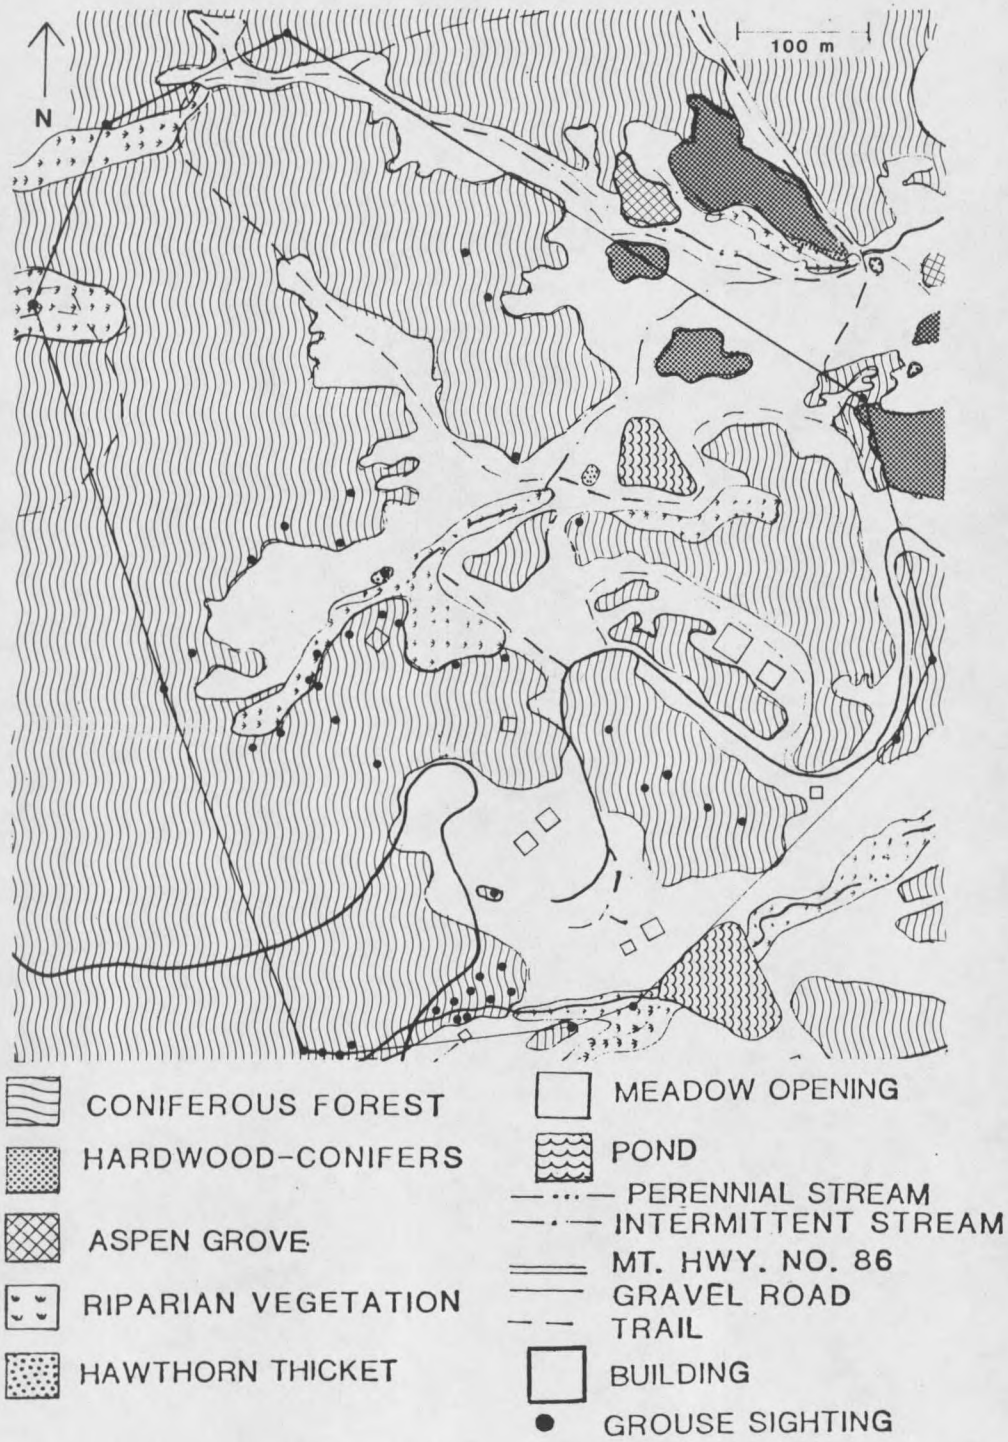 100 m
N
CONIFEROUS FOREST
HARDWOOD-CONIFERS
ASPEN GROVE
RIPARIAN VEGETATION
HAWTHORN THICKET
MEADOW OPENING
POND
PERENNIAL STREAM
INTERMITTENT STREAM
MT. HWY. NO. 86
GRAVEL ROAD
TRAIL
BUILDING
GROUSE SIGHTING